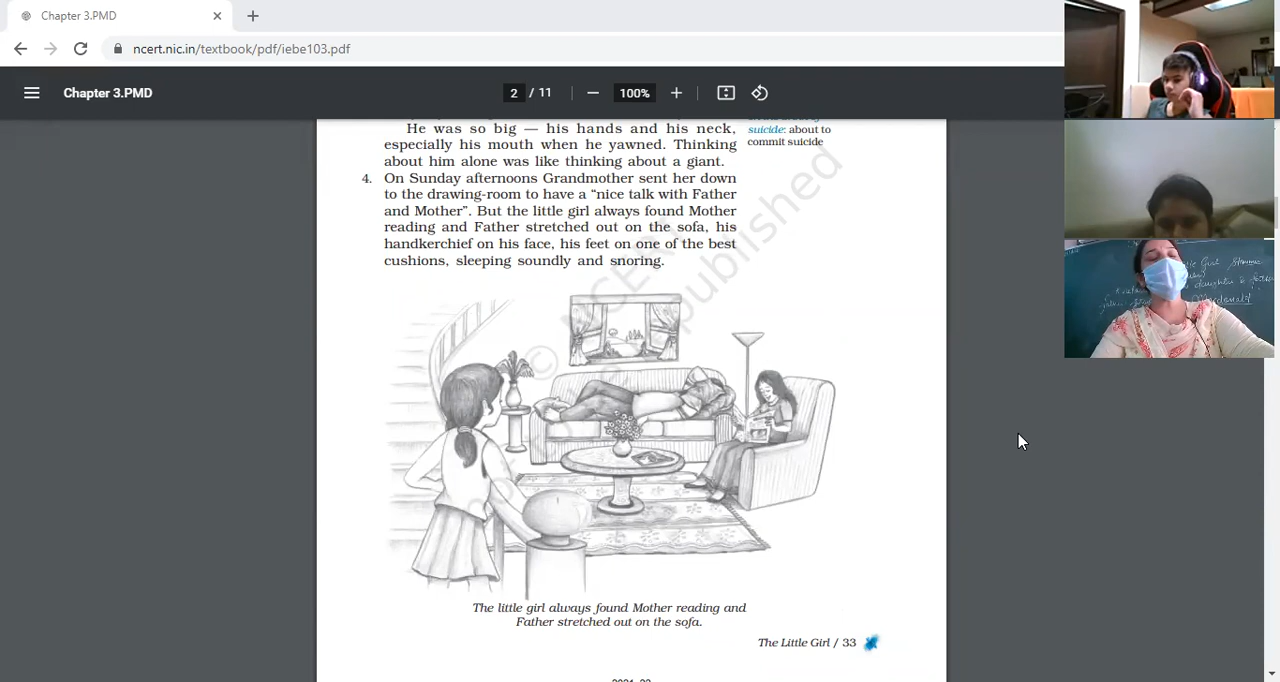 Chapter 3.PMD
ncert.nic.in/textbook/pdf/iebe103.pdf
Chapter 3.PMD
2 / 11
100%
He was so big — his hands and his neck,
especially his mouth when he yawned. Thinking
about him alone was like thinking about a giant.
suicide: about to
commit suicide
4. On Sunday afternoons Grandmother sent her down
to the drawing-room to have a “nice talk with Father
and Mother”. But the little girl always found Mother
reading and Father stretched out on the sofa, his
handkerchief on his face, his feet on one of the best
cushions, sleeping soundly and snoring.
© NCERT
published
The little girl always found Mother reading and
Father stretched out on the sofa.
The Little Girl / 33